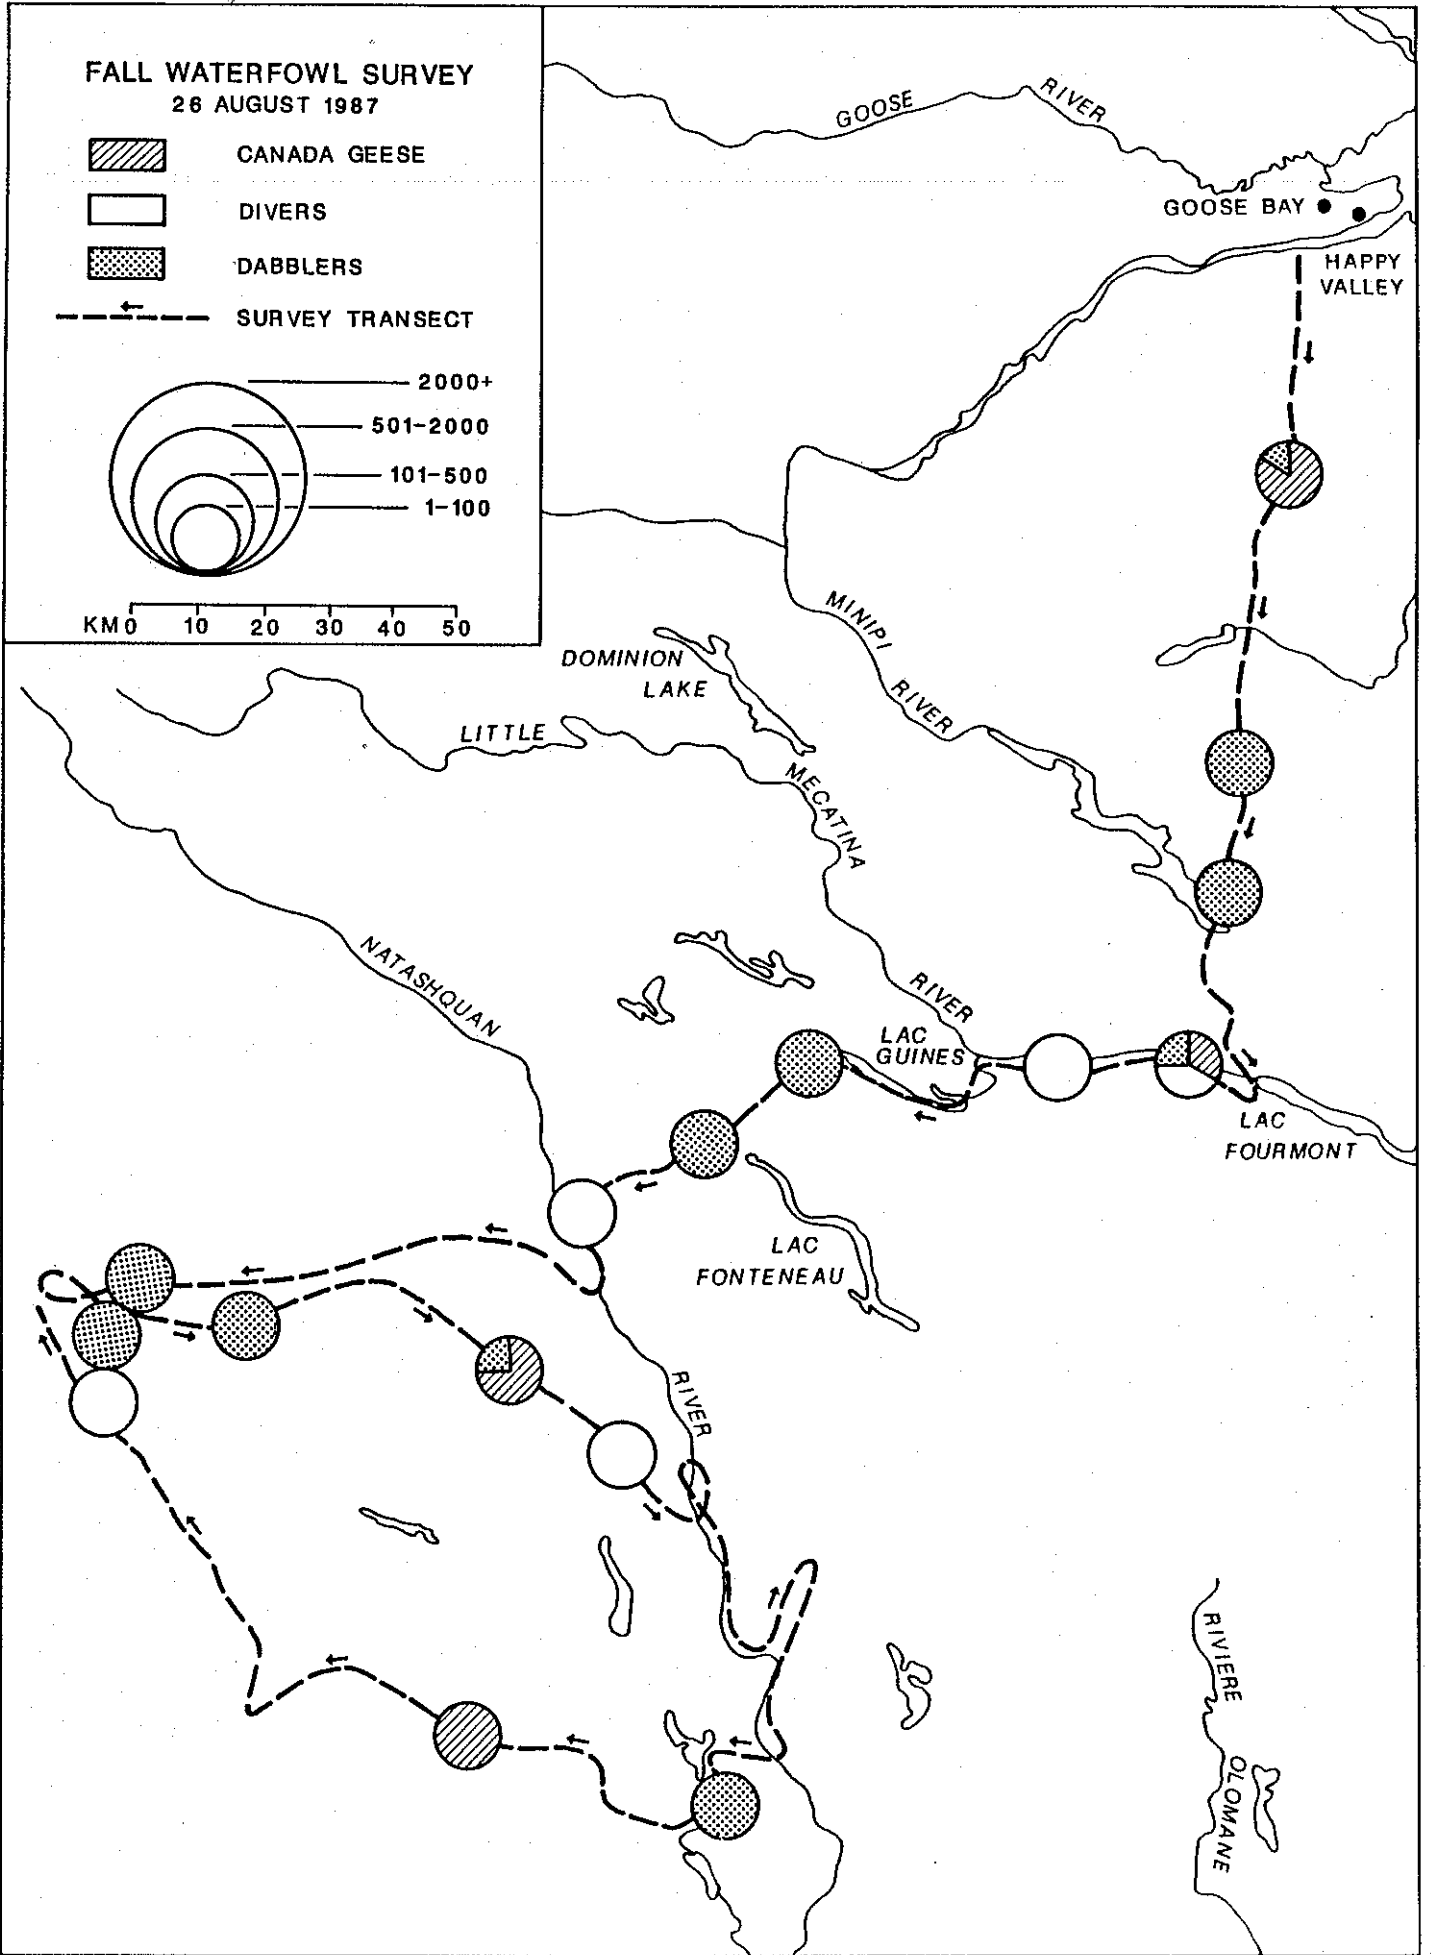 FALL WATERFOWL SURVEY
26 AUGUST 1987
CANADA GEESE
DIVERS
DABBLERS
SURVEY TRANSECT
2000+
501-2000
101-500
1-100
KM 0 10 20 30 40 50
GOOSE RIVER
GOOSE BAY
HAPPY
VALLEY
MINIPI
RIVER
DOMINION
LAKE
LITTLE
MECATINA
RIVER
NATASHQUAN
RIVER
LAC
GUINES
LAC
FOURMONT
LAC
FONTENEAU
RIVIERE
OLOMANE